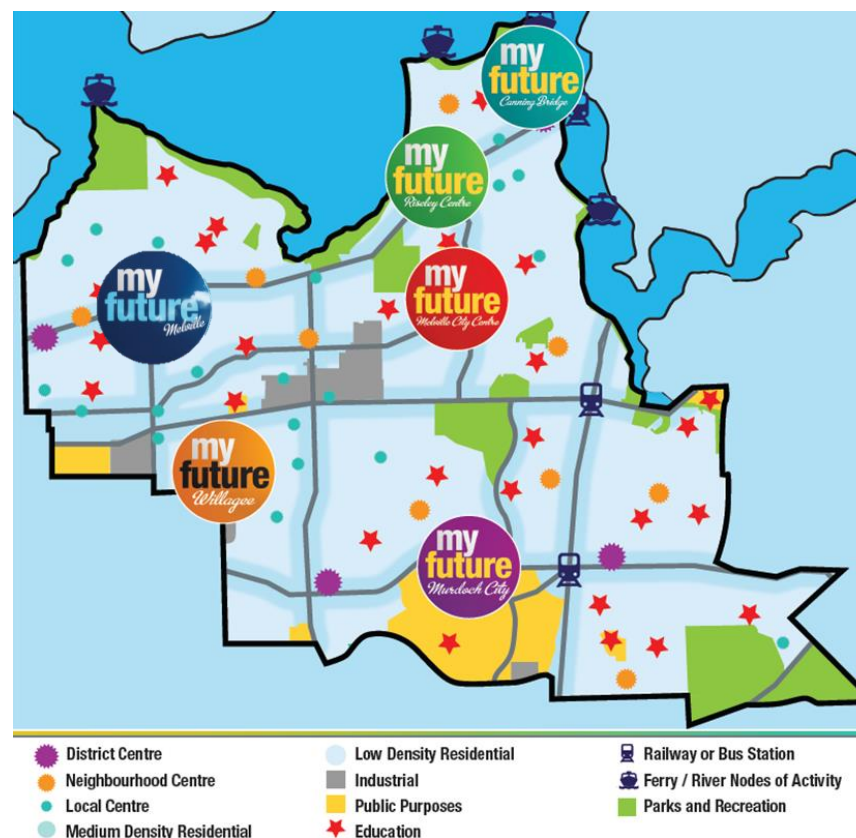 my
future
Canning Bridge
my
future
Riseley Centre
my
future
Melville
my
future
Melville City Centre
my
future
Willagee
my
future
Murdoch City
District Centre
Neighbourhood Centre
Local Centre
Medium Density Residential
Low Density Residential
Industrial
Public Purposes
Education
Railway or Bus Station
Ferry / River Nodes of Activity
Parks and Recreation